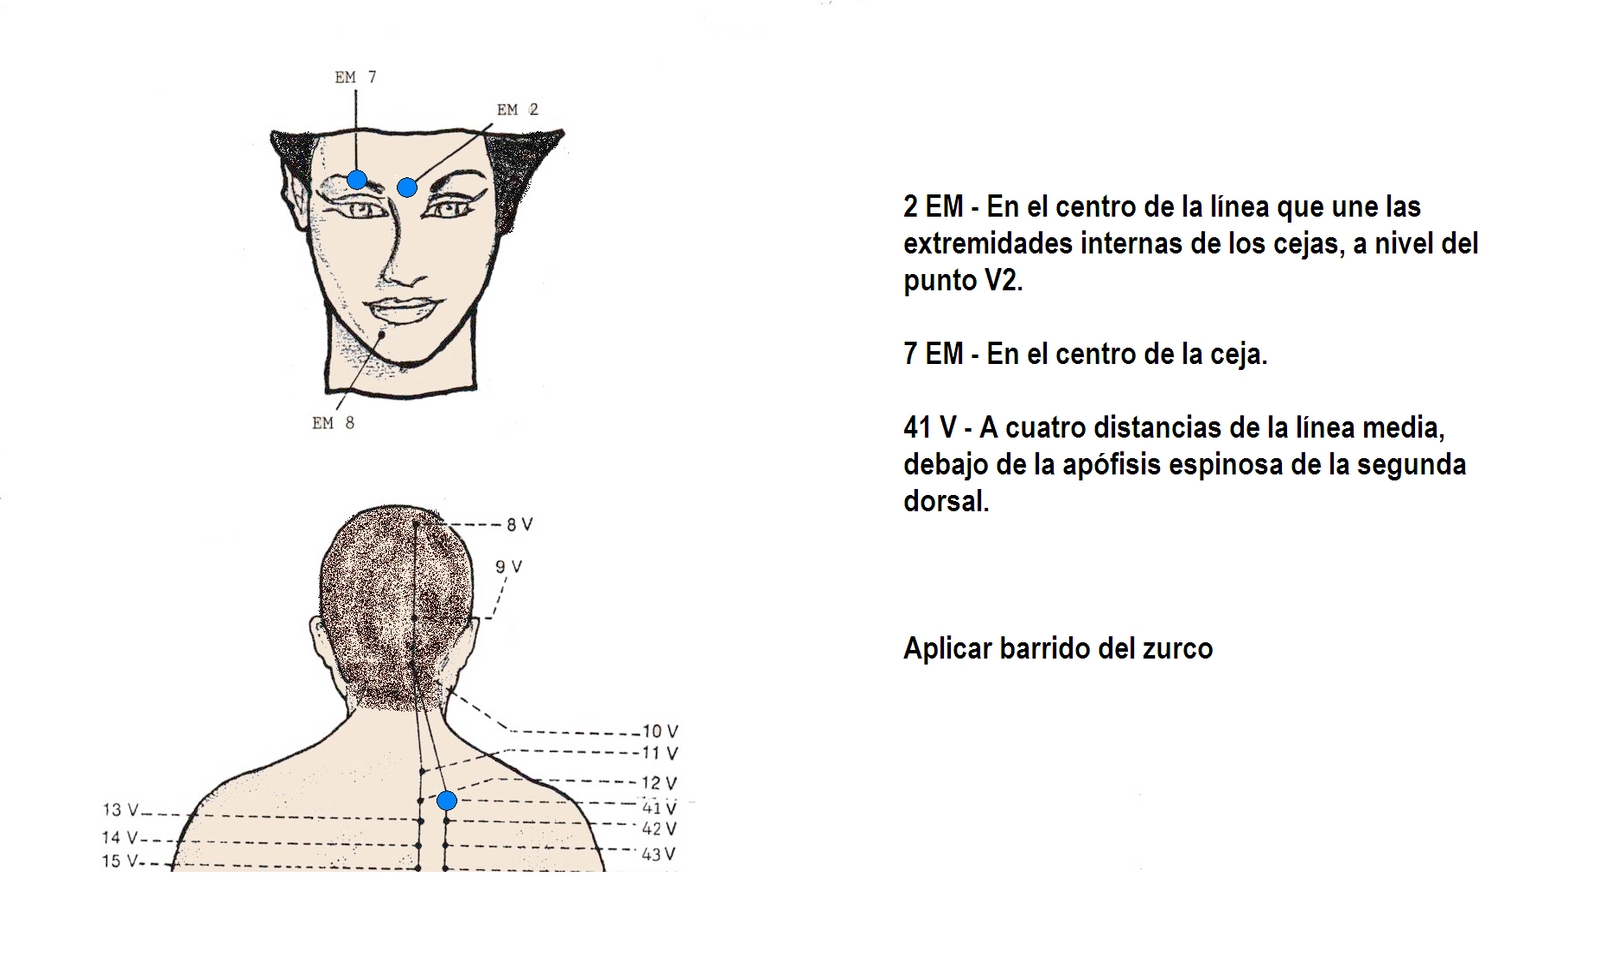 EM 7
EM 2
EM 8
2 EM - En el centro de la línea que une las
extremidades internas de los cejas, a nivel del
punto V2.
7 EM - En el centro de la ceja.
41 V - A cuatro distancias de la línea media,
debajo de la apófisis espinosa de la segunda
dorsal.
Aplicar barrido del zurco
8 V
9 V
10 V
11 V
12 V
41 V
42 V
43 V
13 V
14 V
15 V